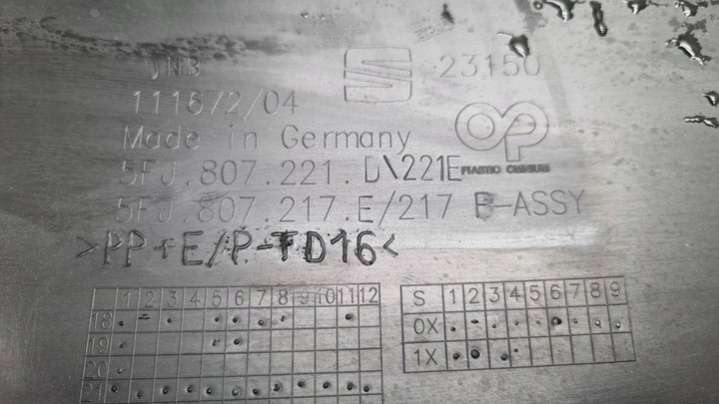 JNB 23150
111672/04
Made in Germany
OP
PLASTIC OMNIUM
5FJ.807.221.D\221E
5FJ.807.217.E/217 B-ASSY
>PP+E/P-TD16<
1 2 3 4 5 6 7 8 9 10 11 12
18
19
20
21
S 1 2 3 4 5 6 7 8 9
0X
1X